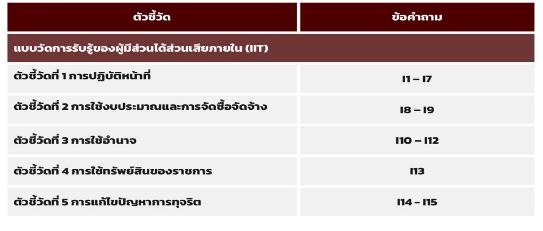 ตัวชี้วัด ข้อคำถาม
แบบวัดการรับรู้ของผู้มีส่วนได้ส่วนเสียภายใน (IIT)
ตัวชี้วัดที่ 1 การปฏิบัติหน้าที่ I1 – I7
ตัวชี้วัดที่ 2 การใช้งบประมาณและการจัดซื้อจัดจ้าง I8 – I9
ตัวชี้วัดที่ 3 การใช้อำนาจ I10 – I12
ตัวชี้วัดที่ 4 การใช้ทรัพย์สินของราชการ I13
ตัวชี้วัดที่ 5 การแก้ไขปัญหาการทุจริต I14 - I15